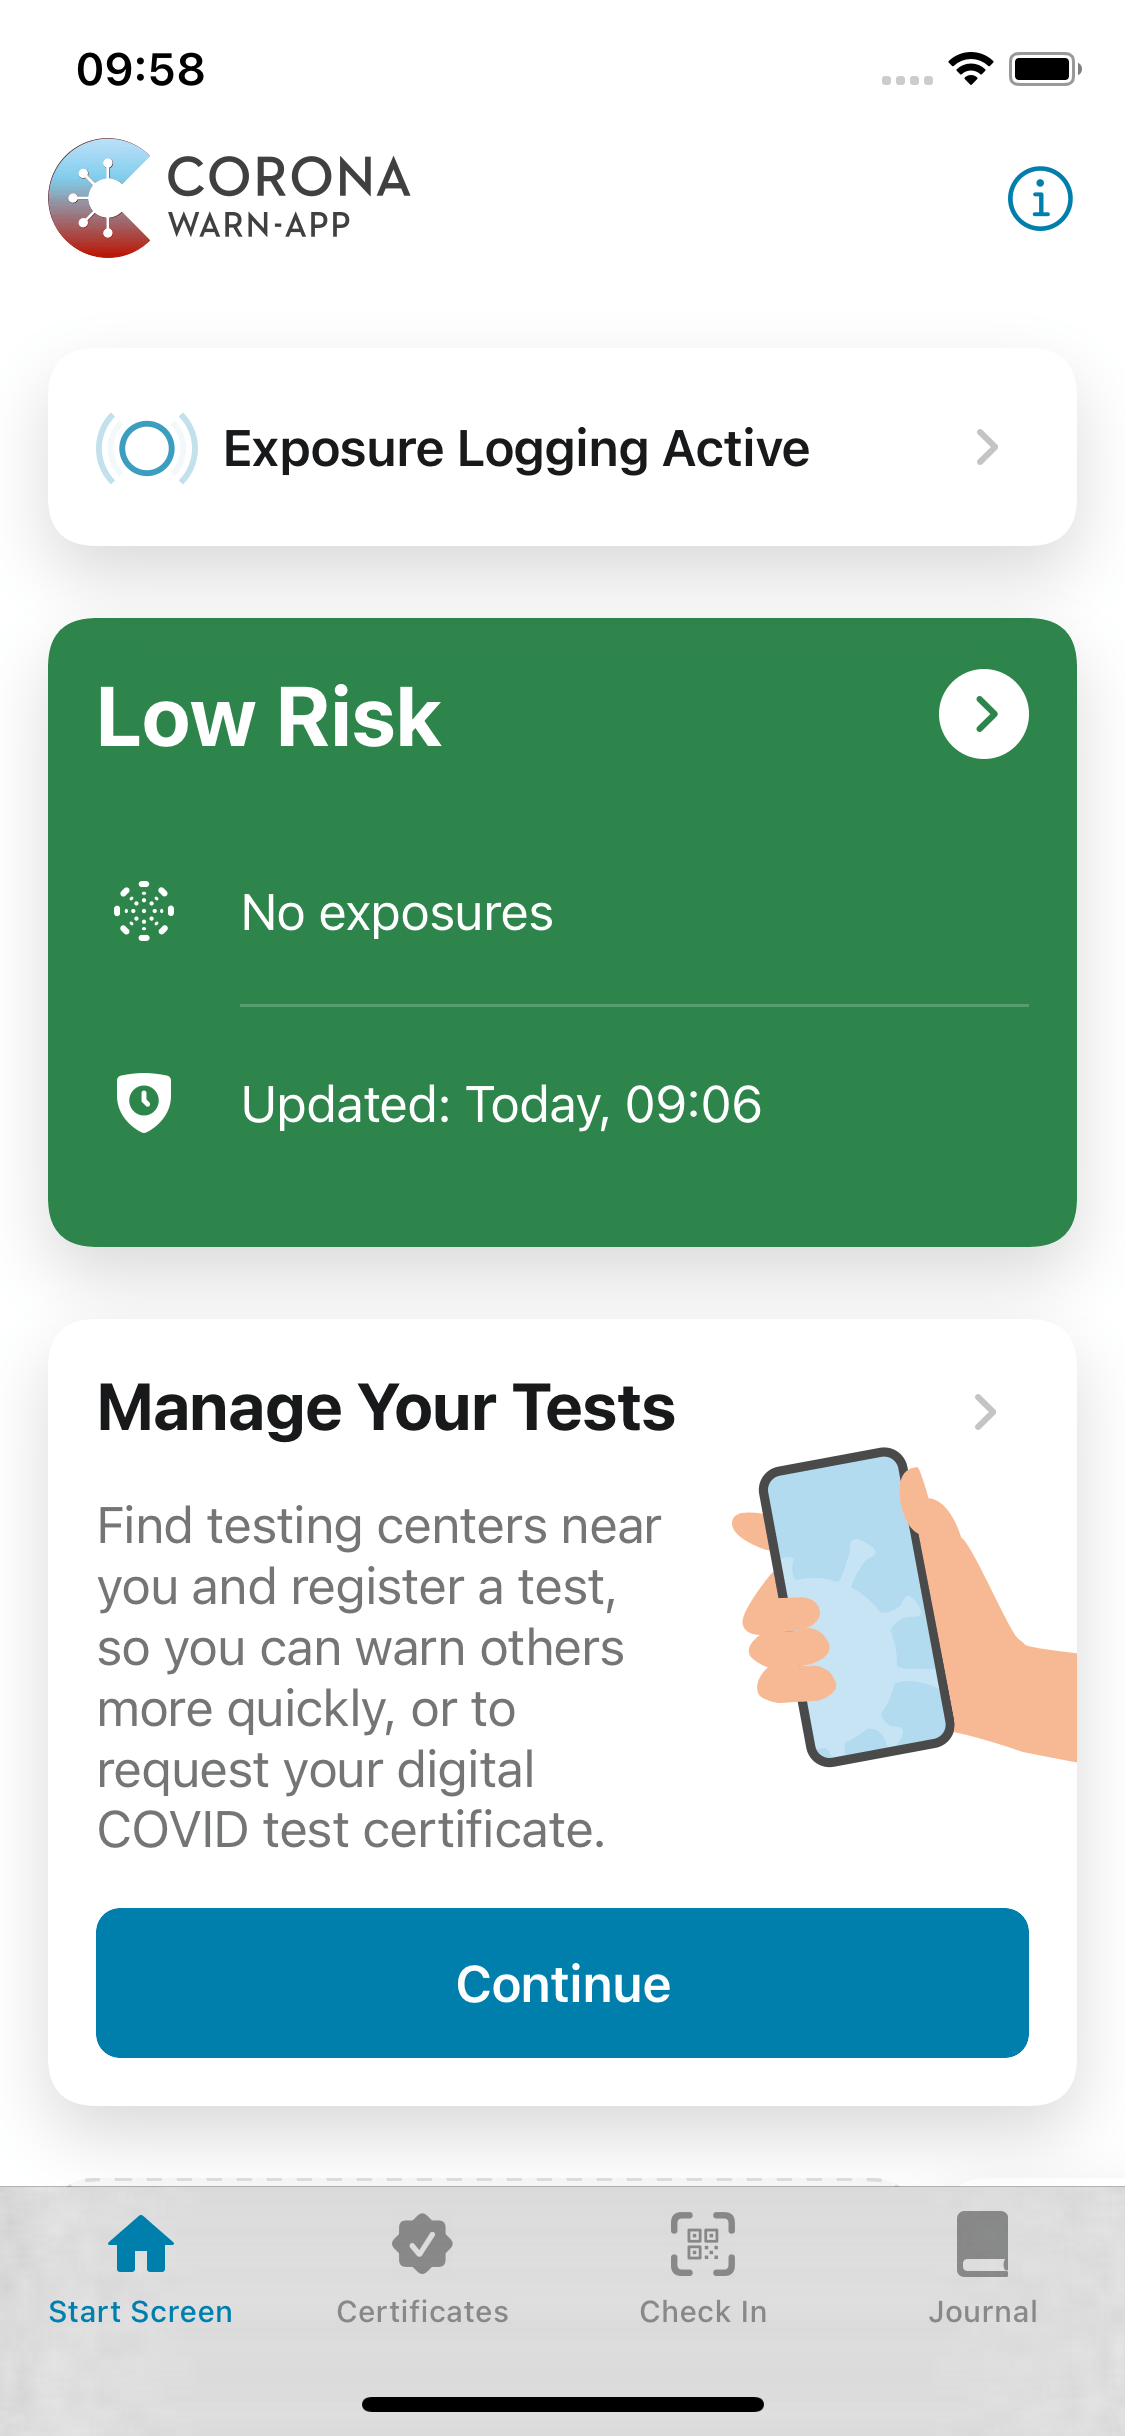 09:58
CORONA
WARN-APP
Exposure Logging Active
Low Risk
No exposures
Updated: Today, 09:06
Manage Your Tests
Find testing centers near
you and register a test,
so you can warn others
more quickly, or to
request your digital
COVID test certificate.
Continue
Start Screen
Certificates
Check In
Journal